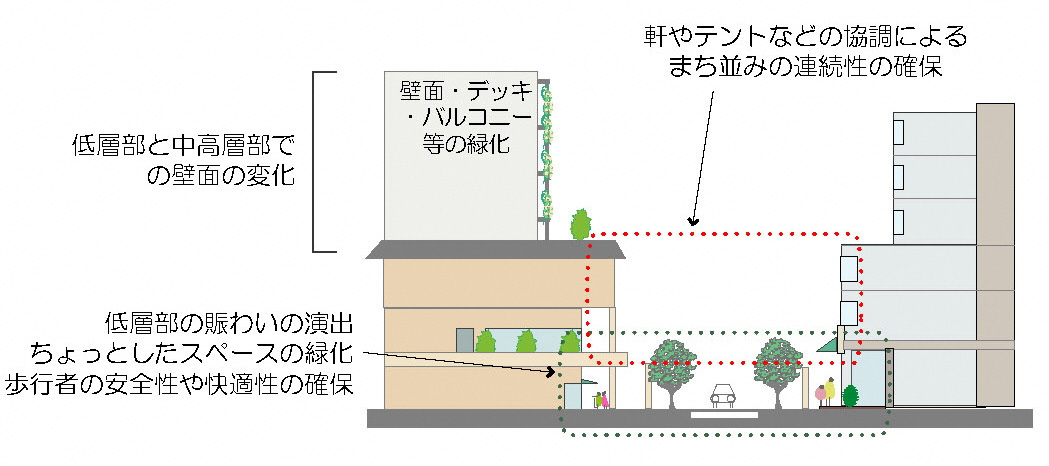 軒やテントなどの協調による
まち並みの連続性の確保
壁面・デッキ
・バルコニー
等の緑化
低層部と中高層部で
の壁面の変化
低層部の賑わいの演出
ちょっとしたスペースの緑化
歩行者の安全性や快適性の確保